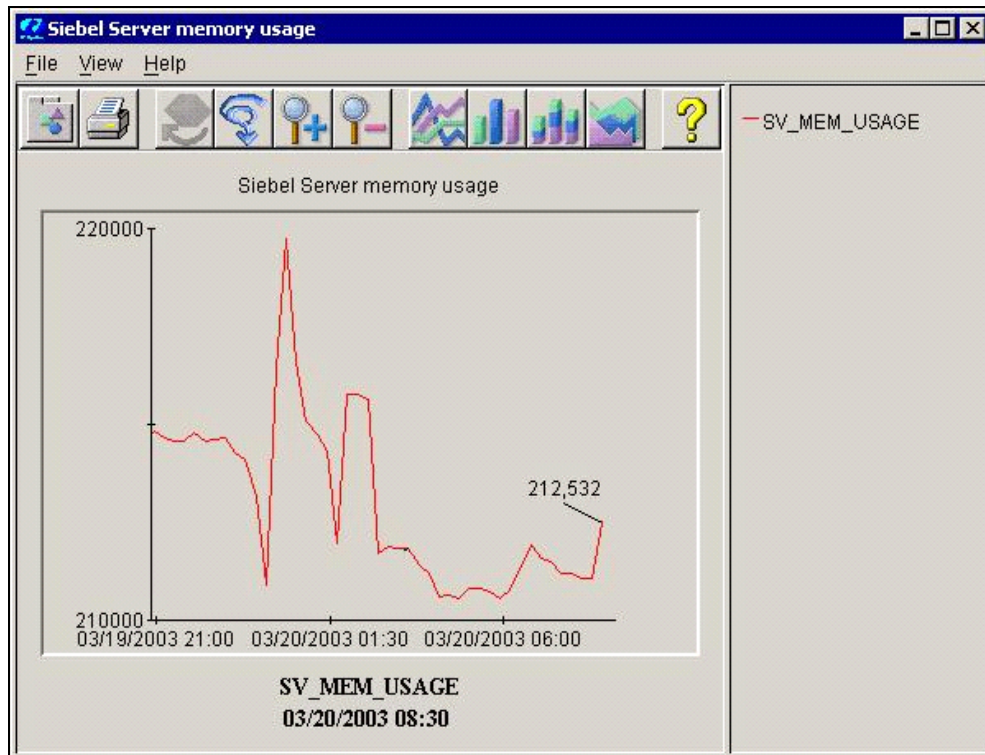 Siebel Server memory usage
File View Help
?
SV_MEM_USAGE
Siebel Server memory usage
220000
212,532
210000
03/19/2003 21:00 03/20/2003 01:30 03/20/2003 06:00
SV_MEM_USAGE
03/20/2003 08:30